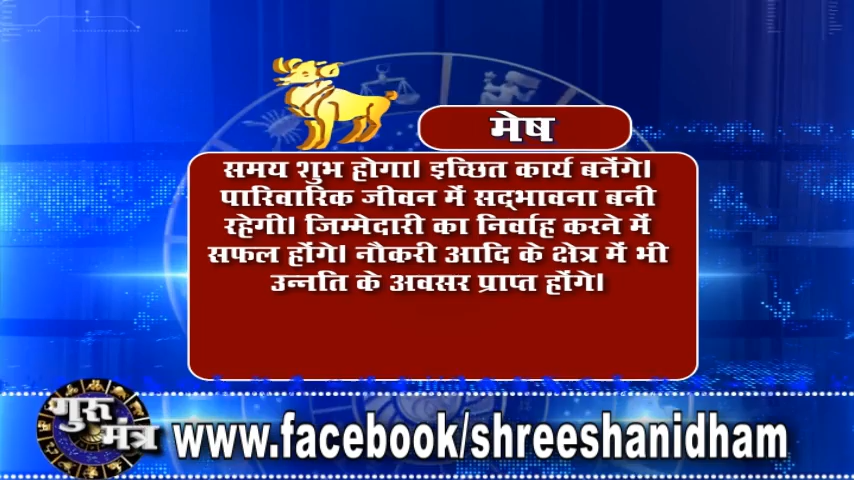 मेष
समय शुभ होगा। इच्छित कार्य बनेंगे।
पारिवारिक जीवन में सद्भावना बनी
रहेगी। जिम्मेदारी का निर्वाह करने में
सफल होंगे। नौकरी आदि के क्षेत्र में भी
उन्नति के अवसर प्राप्त होंगे।
गुरु
मंत्र
www.facebook/shreeshanidham